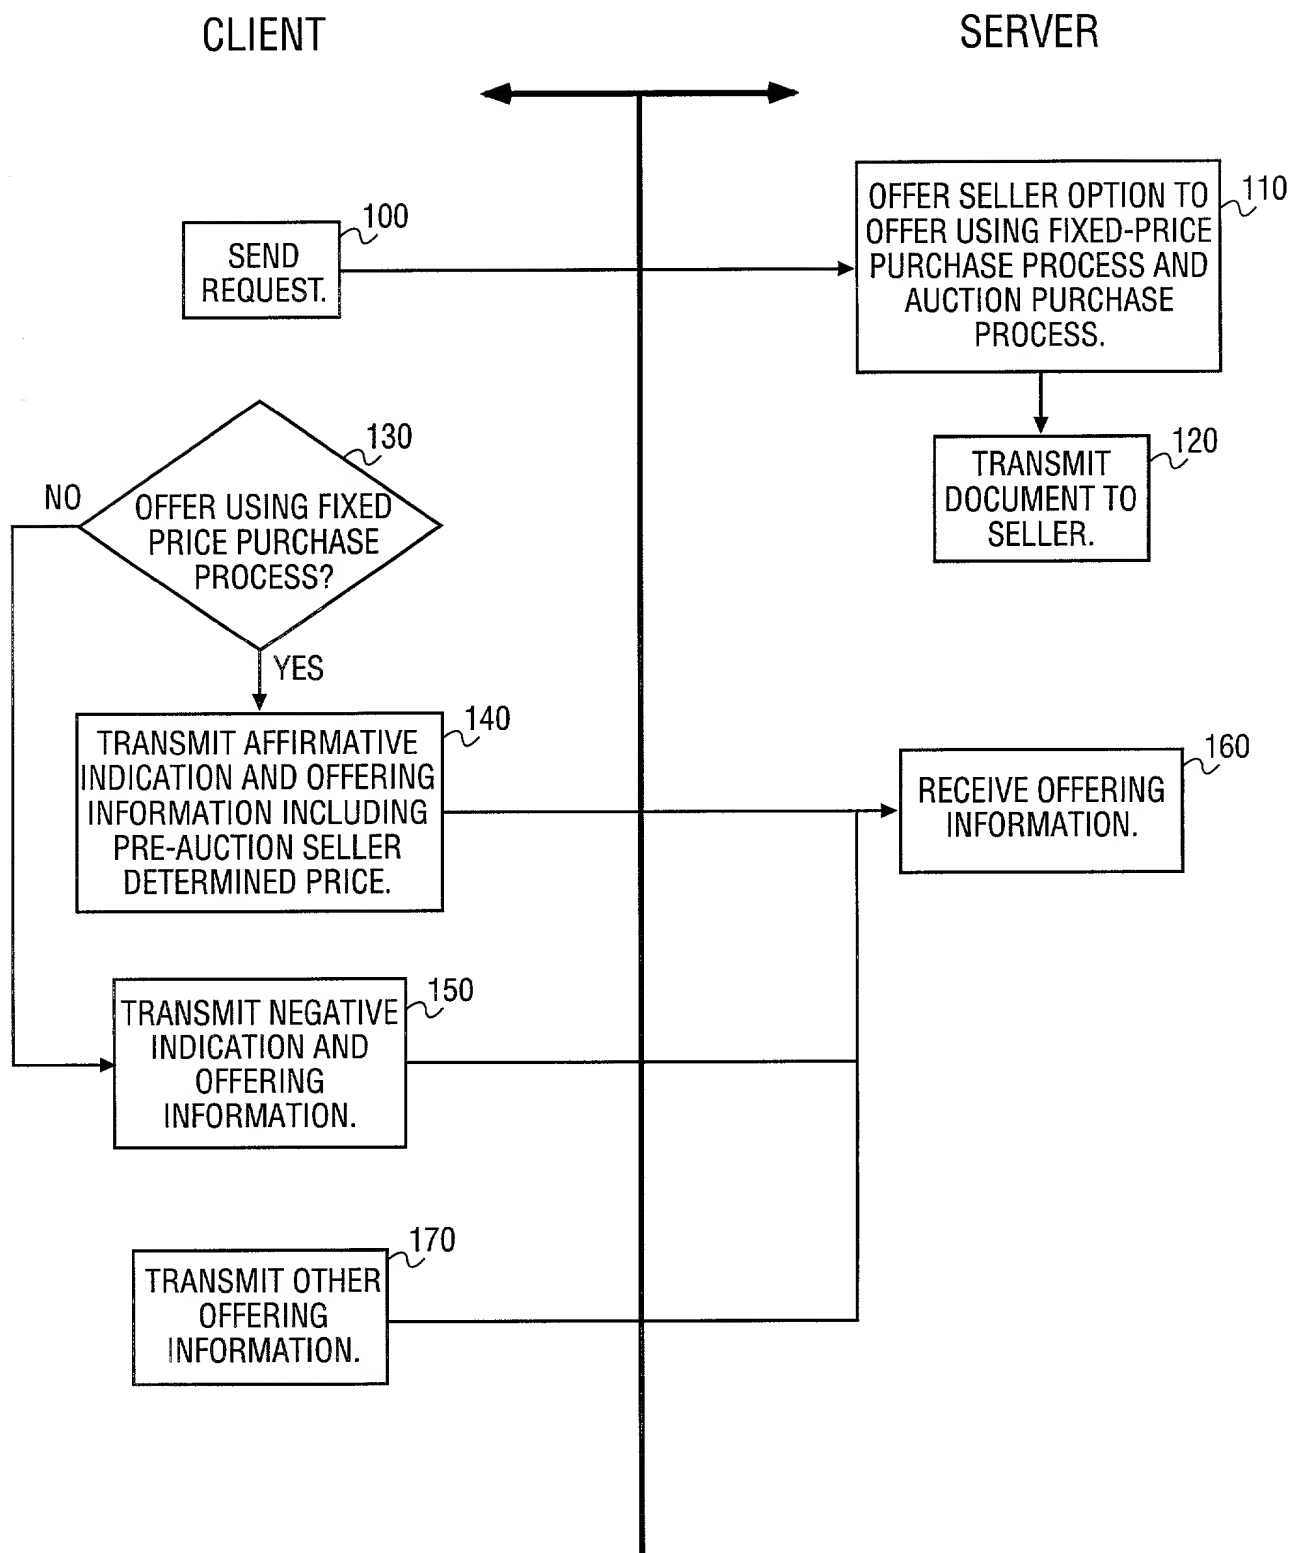 CLIENT
SERVER
100
SEND
REQUEST.
110
OFFER SELLER OPTION TO
OFFER USING FIXED-PRICE
PURCHASE PROCESS AND
AUCTION PURCHASE
PROCESS.
120
TRANSMIT
DOCUMENT TO
SELLER.
130
NO
OFFER USING FIXED
PRICE PURCHASE
PROCESS?
YES
140
TRANSMIT AFFIRMATIVE
INDICATION AND OFFERING
INFORMATION INCLUDING
PRE-AUCTION SELLER
DETERMINED PRICE.
160
RECEIVE OFFERING
INFORMATION.
150
TRANSMIT NEGATIVE
INDICATION AND
OFFERING
INFORMATION.
170
TRANSMIT OTHER
OFFERING
INFORMATION.